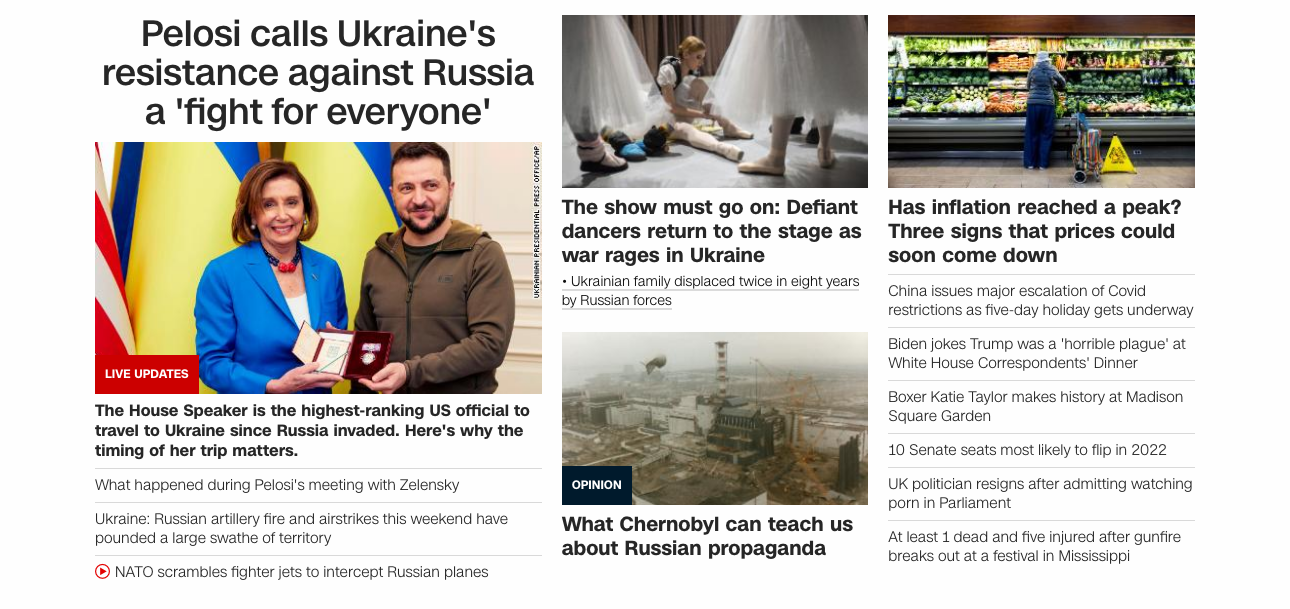 Pelosi calls Ukraine's
resistance against Russia
a 'fight for everyone'
UKRAINIAN PRESIDENTIAL PRESS OFFICE/AP
LIVE UPDATES
The House Speaker is the highest-ranking US official to
travel to Ukraine since Russia invaded. Here's why the
timing of her trip matters.
What happened during Pelosi's meeting with Zelensky
Ukraine: Russian artillery fire and airstrikes this weekend have
pounded a large swathe of territory
NATO scrambles fighter jets to intercept Russian planes
The show must go on: Defiant
dancers return to the stage as
war rages in Ukraine
• Ukrainian family displaced twice in eight years
by Russian forces
OPINION
What Chernobyl can teach us
about Russian propaganda
Has inflation reached a peak?
Three signs that prices could
soon come down
China issues major escalation of Covid
restrictions as five-day holiday gets underway
Biden jokes Trump was a 'horrible plague' at
White House Correspondents' Dinner
Boxer Katie Taylor makes history at Madison
Square Garden
10 Senate seats most likely to flip in 2022
UK politician resigns after admitting watching
porn in Parliament
At least 1 dead and five injured after gunfire
breaks out at a festival in Mississippi